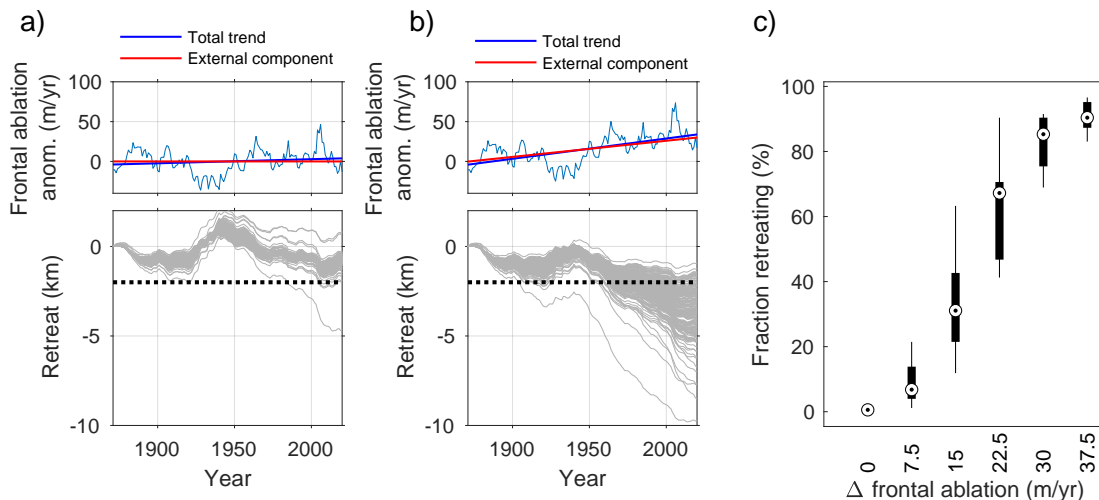 a)
Total trend
External component
Frontal ablation
anom. (m/yr)
100
50
0
0
-5
-10
Retreat (km)
1900
1950
2000
Year
b)
Total trend
External component
Frontal ablation
anom. (m/yr)
100
50
0
0
-5
-10
Retreat (km)
1900
1950
2000
Year
c)
Fraction retreating (%)
100
80
60
40
20
0
0
7.5
15
22.5
30
37.5
Δ frontal ablation (m/yr)